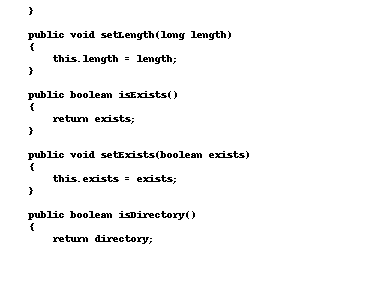 }
public void setLength(long length)
{
this.length = length;
}
public boolean isExists()
{
return exists;
}
public void setExists(boolean exists)
{
this.exists = exists;
}
public boolean isDirectory()
{
return directory;